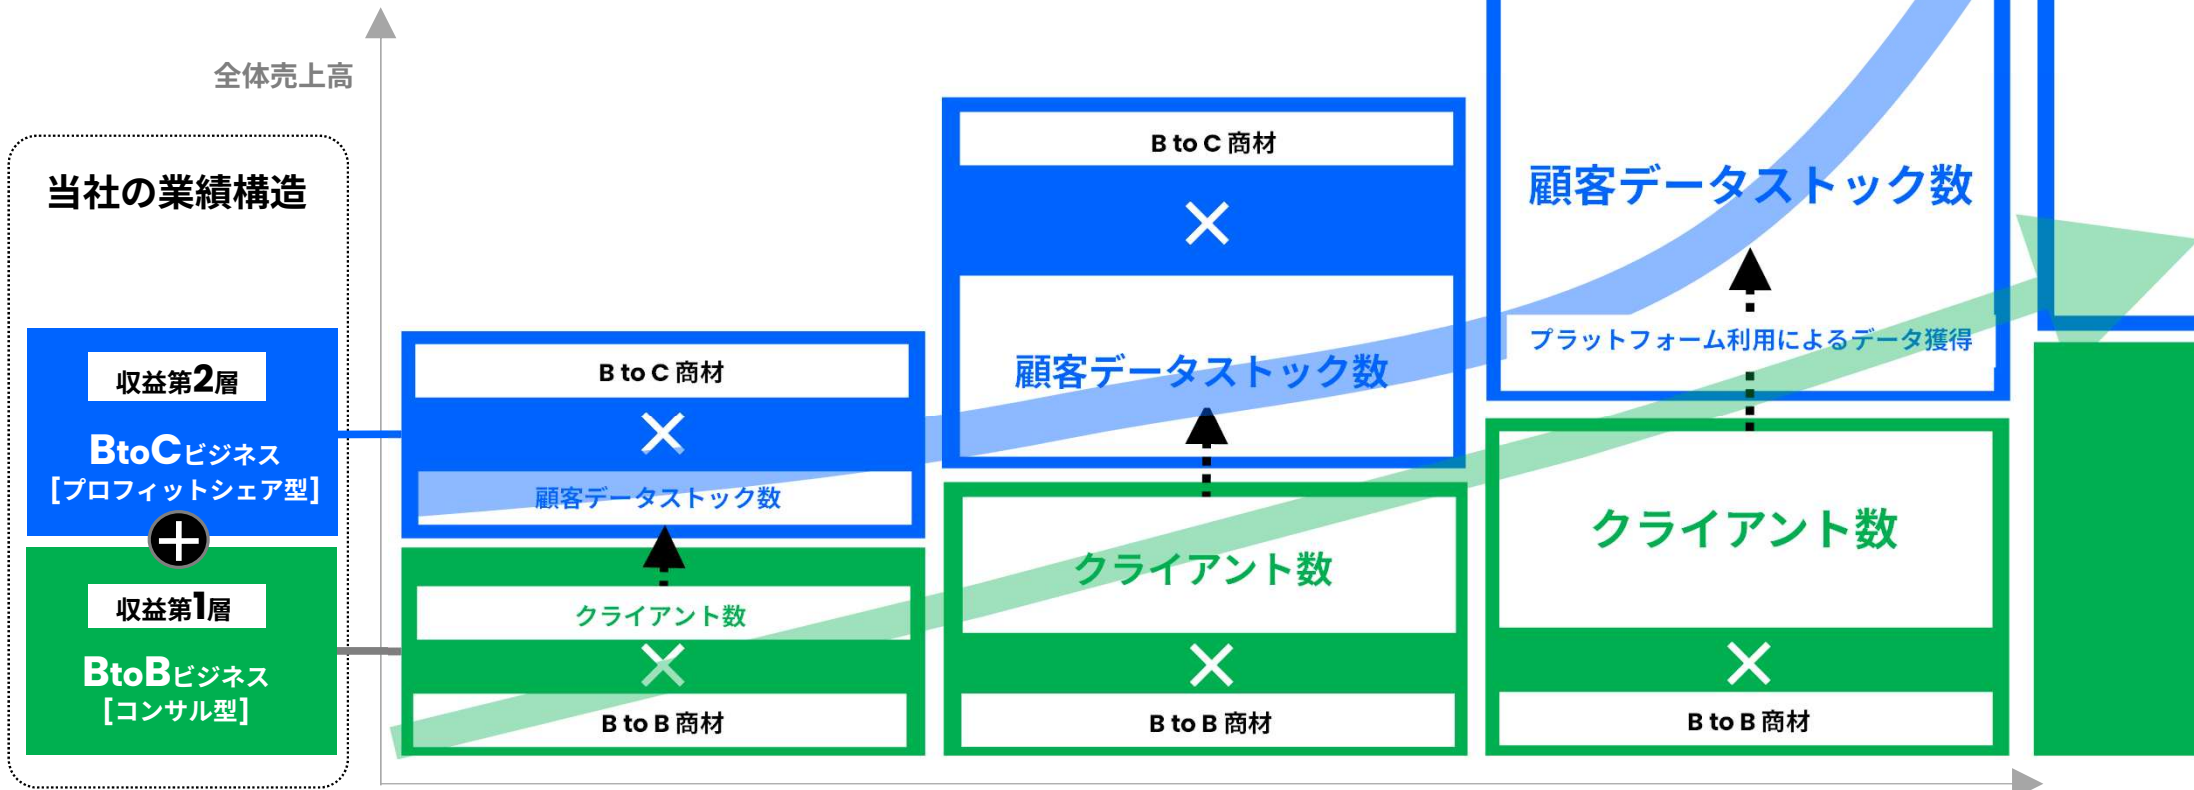 全体売上高
当社の業績構造
収益第2層
BtoCビジネス
[プロフィットシェア型]
収益第1層
BtoBビジネス
[コンサル型]
B to C 商材
顧客データストック数
クライアント数
B to B 商材
B to C 商材
顧客データストック数
クライアント数
B to B 商材
顧客データストック数
プラットフォーム利用によるデータ獲得
クライアント数
B to B 商材